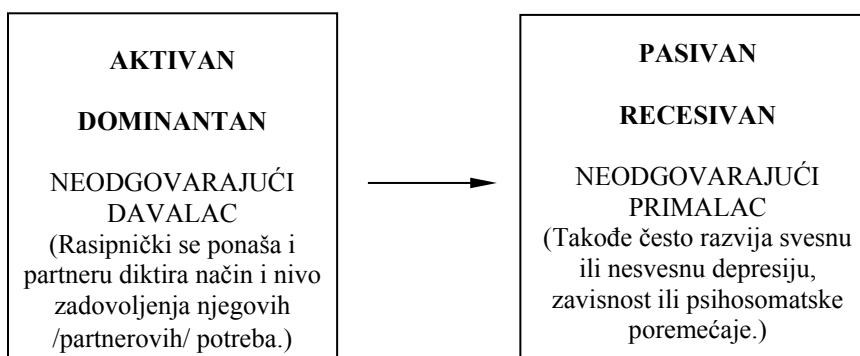 AKTIVAN
DOMINANTAN
NEODGOVARAJUĆI
DAVALAC
(Rasipnički se ponaša i
partneru diktira način i nivo
zadovoljenja njegovih
/partnerovih/ potreba.)
PASIVAN
RECESIVAN
NEODGOVARAJUĆI
PRIMALAC
(Takođe često razvija svesnu
ili nesvesnu depresiju,
zavisnost ili psihosomatske
poremećaje.)